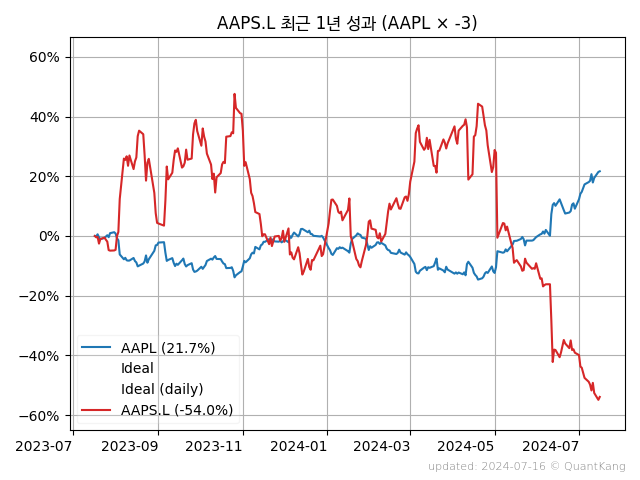 AAPS.L 최근 1년 성과 (AAPL × -3)
60%
40%
20%
0%
−20%
−40%
−60%
AAPL (21.7%)
Ideal
Ideal (daily)
AAPS.L (-54.0%)
2023-07 2023-09 2023-11 2024-01 2024-03 2024-05 2024-07
updated: 2024-07-16 © QuantKang